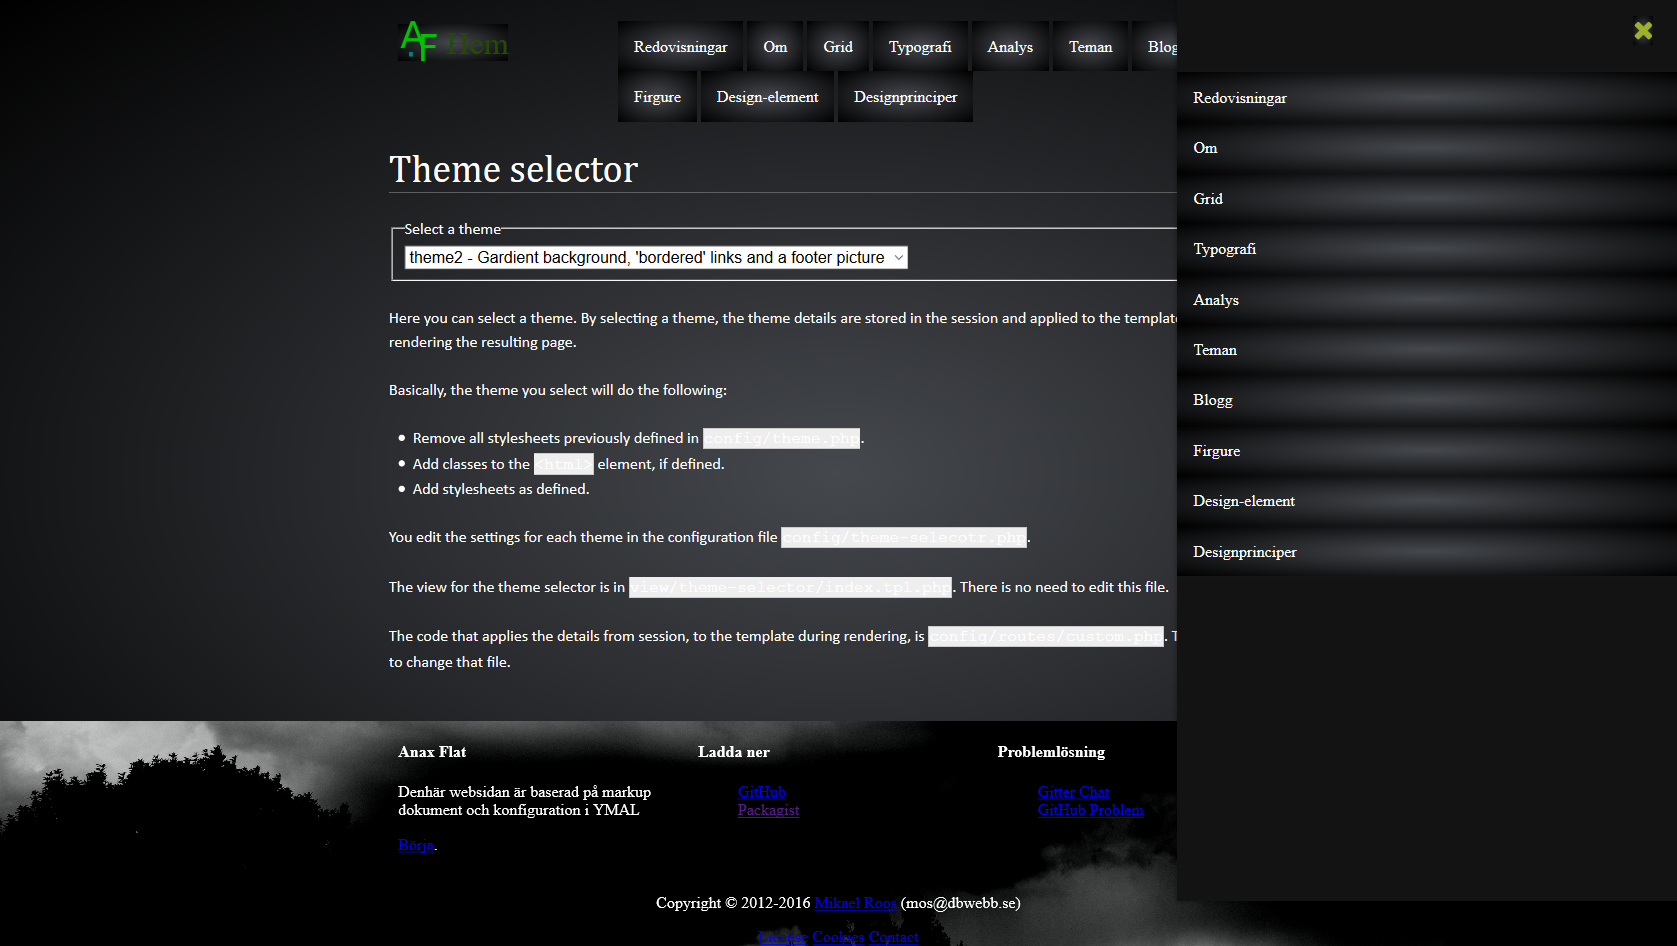 AF Hem
Redovisningar Om Grid Typografi Analys Teman Blog
Firgure Design-element Designprinciper
Theme selector
Select a theme
theme2 - Gardient background, 'bordered' links and a footer picture
Here you can select a theme. By selecting a theme, the theme details are stored in the session and applied to the template
rendering the resulting page.
Basically, the theme you select will do the following:
Remove all stylesheets previously defined in config/theme.php.
Add classes to the <html> element, if defined.
Add stylesheets as defined.
You edit the settings for each theme in the configuration file config/theme-selecotr.php.
The view for the theme selector is in view/theme-selector/index.tpl.php. There is no need to edit this file.
The code that applies the details from session, to the template during rendering, is config/routes/custom.php. T
to change that file.
Redovisningar
Om
Grid
Typografi
Analys
Teman
Blogg
Firgure
Design-element
Designprinciper
Anax Flat
Denhär websidan är baserad på markup
dokument och konfiguration i YMAL
Börja.
Ladda ner
GitHub
Packagist
Problemlösning
Gitter Chat
GitHub Problem
Copyright © 2012-2016 Mikael Roos (mos@dbwebb.se)
Cookies Contact